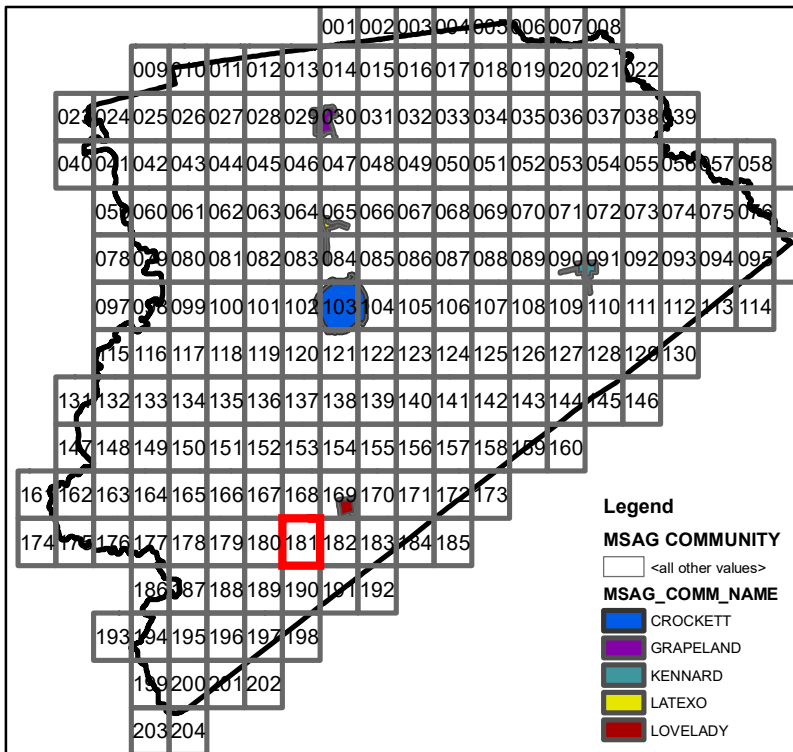 001 002 003 004 005 006 007 008
009 010 011 012 013 014 015 016 017 018 019 020 021 022
023 024 025 026 027 028 029 030 031 032 033 034 035 036 037 038 039
040 041 042 043 044 045 046 047 048 049 050 051 052 053 054 055 056 057 058
059 060 061 062 063 064 065 066 067 068 069 070 071 072 073 074 075 076
078 079 080 081 082 083 084 085 086 087 088 089 090 091 092 093 094 095
097 098 099 100 101 102 103 104 105 106 107 108 109 110 111 112 113 114
115 116 117 118 119 120 121 122 123 124 125 126 127 128 129 130
131 132 133 134 135 136 137 138 139 140 141 142 143 144 145 146
147 148 149 150 151 152 153 154 155 156 157 158 159 160
161 162 163 164 165 166 167 168 169 170 171 172 173
174 175 176 177 178 179 180 181 182 183 184 185
186 187 188 189 190 191 192
193 194 195 196 197 198
199 200 201 202
203 204
Legend
MSAG COMMUNITY
<all other values>
MSAG_COMM_NAME
CROCKETT
GRAPELAND
KENNARD
LATEXO
LOVELADY